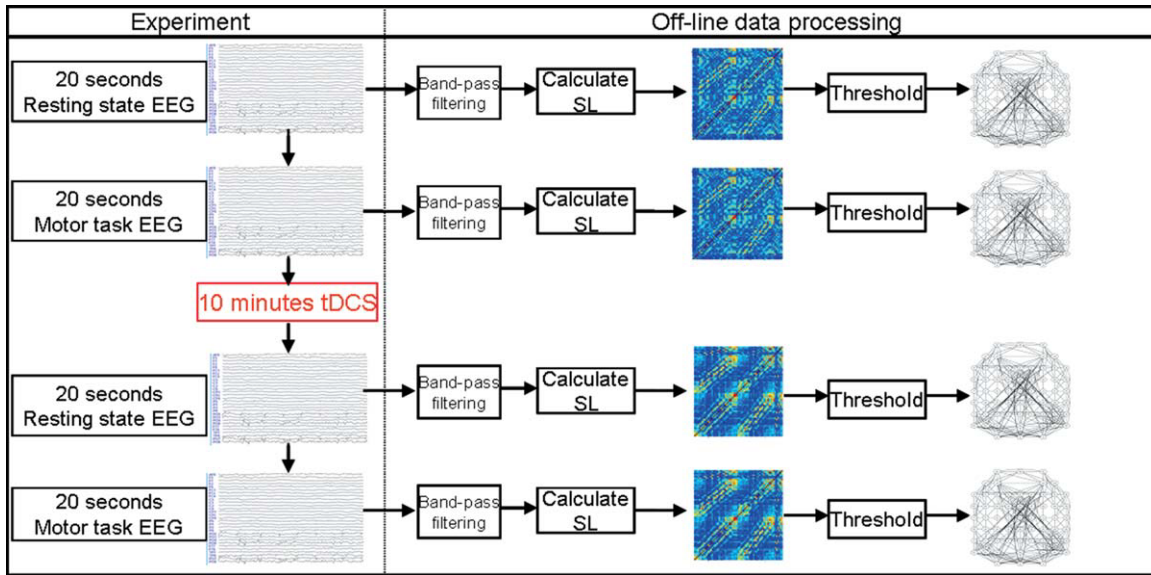 Experiment
Off-line data processing
20 seconds
Resting state EEG
Band-pass
filtering
Calculate
SL
Threshold
20 seconds
Motor task EEG
Band-pass
filtering
Calculate
SL
Threshold
10 minutes tDCS
20 seconds
Resting state EEG
Band-pass
filtering
Calculate
SL
Threshold
20 seconds
Motor task EEG
Band-pass
filtering
Calculate
SL
Threshold